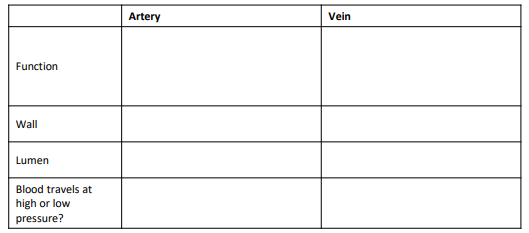 Artery Vein
Function
Wall
Lumen
Blood travels at
high or low
pressure?